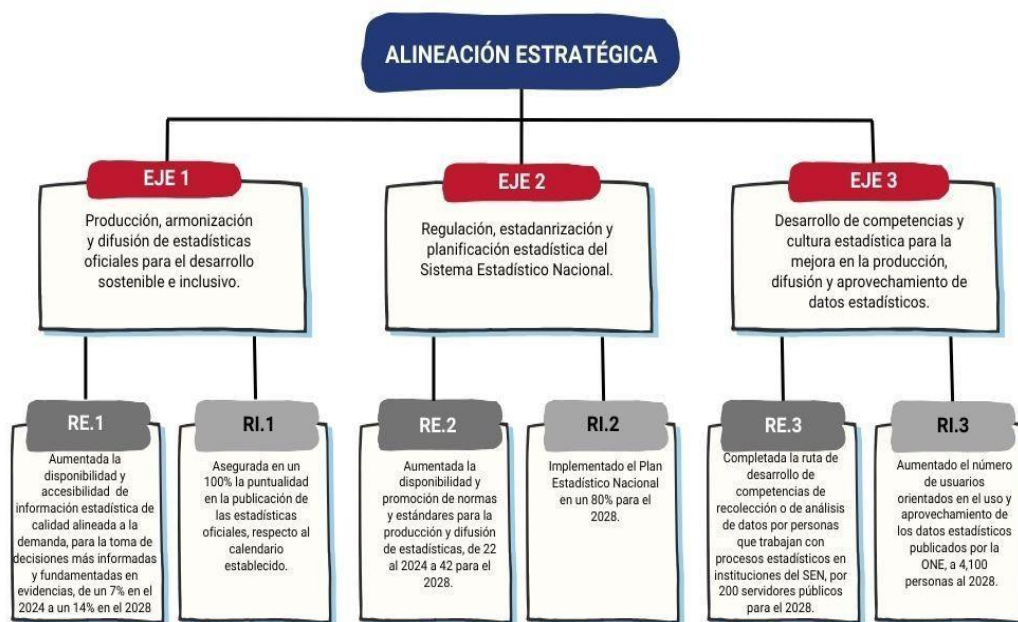 ALINEACIÓN ESTRATÉGICA
EJE 1
Producción, armonización
y difusión de estadísticas
oficiales para el desarrollo
sostenible e inclusivo.
EJE 2
Regulación, estadanrización y
planificación estadística del
Sistema Estadístico Nacional.
EJE 3
Desarrollo de competencias y
cultura estadística para la
mejora en la producción,
difusión y aprovechamiento de
datos estadísticos.
RE.1
Aumentada la
disponibilidad y
accesibilidad de
información estadística de
calidad alineada a la
demanda, para la toma de
decisiones más informadas
y fundamentadas en
evidencias, de un 7% en el
2024 a un 14% en el 2028
RI.1
Asegurada en un
100% la puntualidad
en la publicación de
las estadísticas
oficiales, respecto al
calendario
establecido.
RE.2
Aumentada la
disponibilidad y
promoción de normas
y estándares para la
producción y difusión
de estadísticas, de 22
al 2024 a 42 para el
2028.
RI.2
Implementado el Plan
Estadístico Nacional
en un 80% para el
2028.
RE.3
Completada la ruta de
desarrollo de
competencias de
recolección o de análisis
de datos por personas
que trabajan con
procesos estadísticos en
instituciones del SEN, por
200 servidores públicos
para el 2028.
RI.3
Aumentado el número
de usuarios
orientados en el uso y
aprovechamiento de
los datos estadísticos
publicados por la
ONE, a 4,100
personas al 2028.